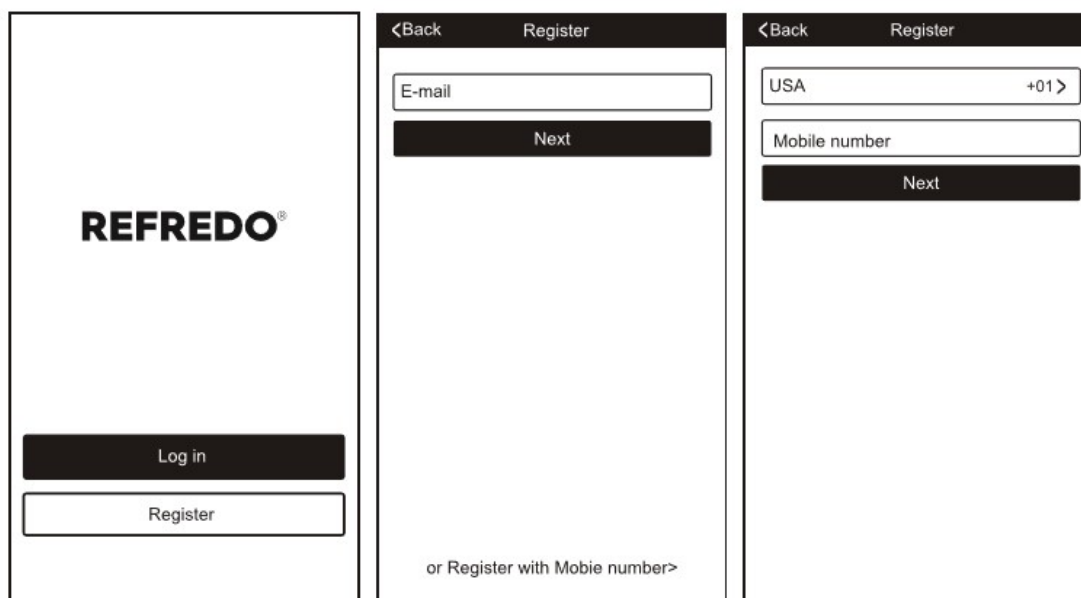 REFREDO®
Log in
Register
<Back Register
E-mail
Next
or Register with Mobie number>
<Back Register
USA +01>
Mobile number
Next